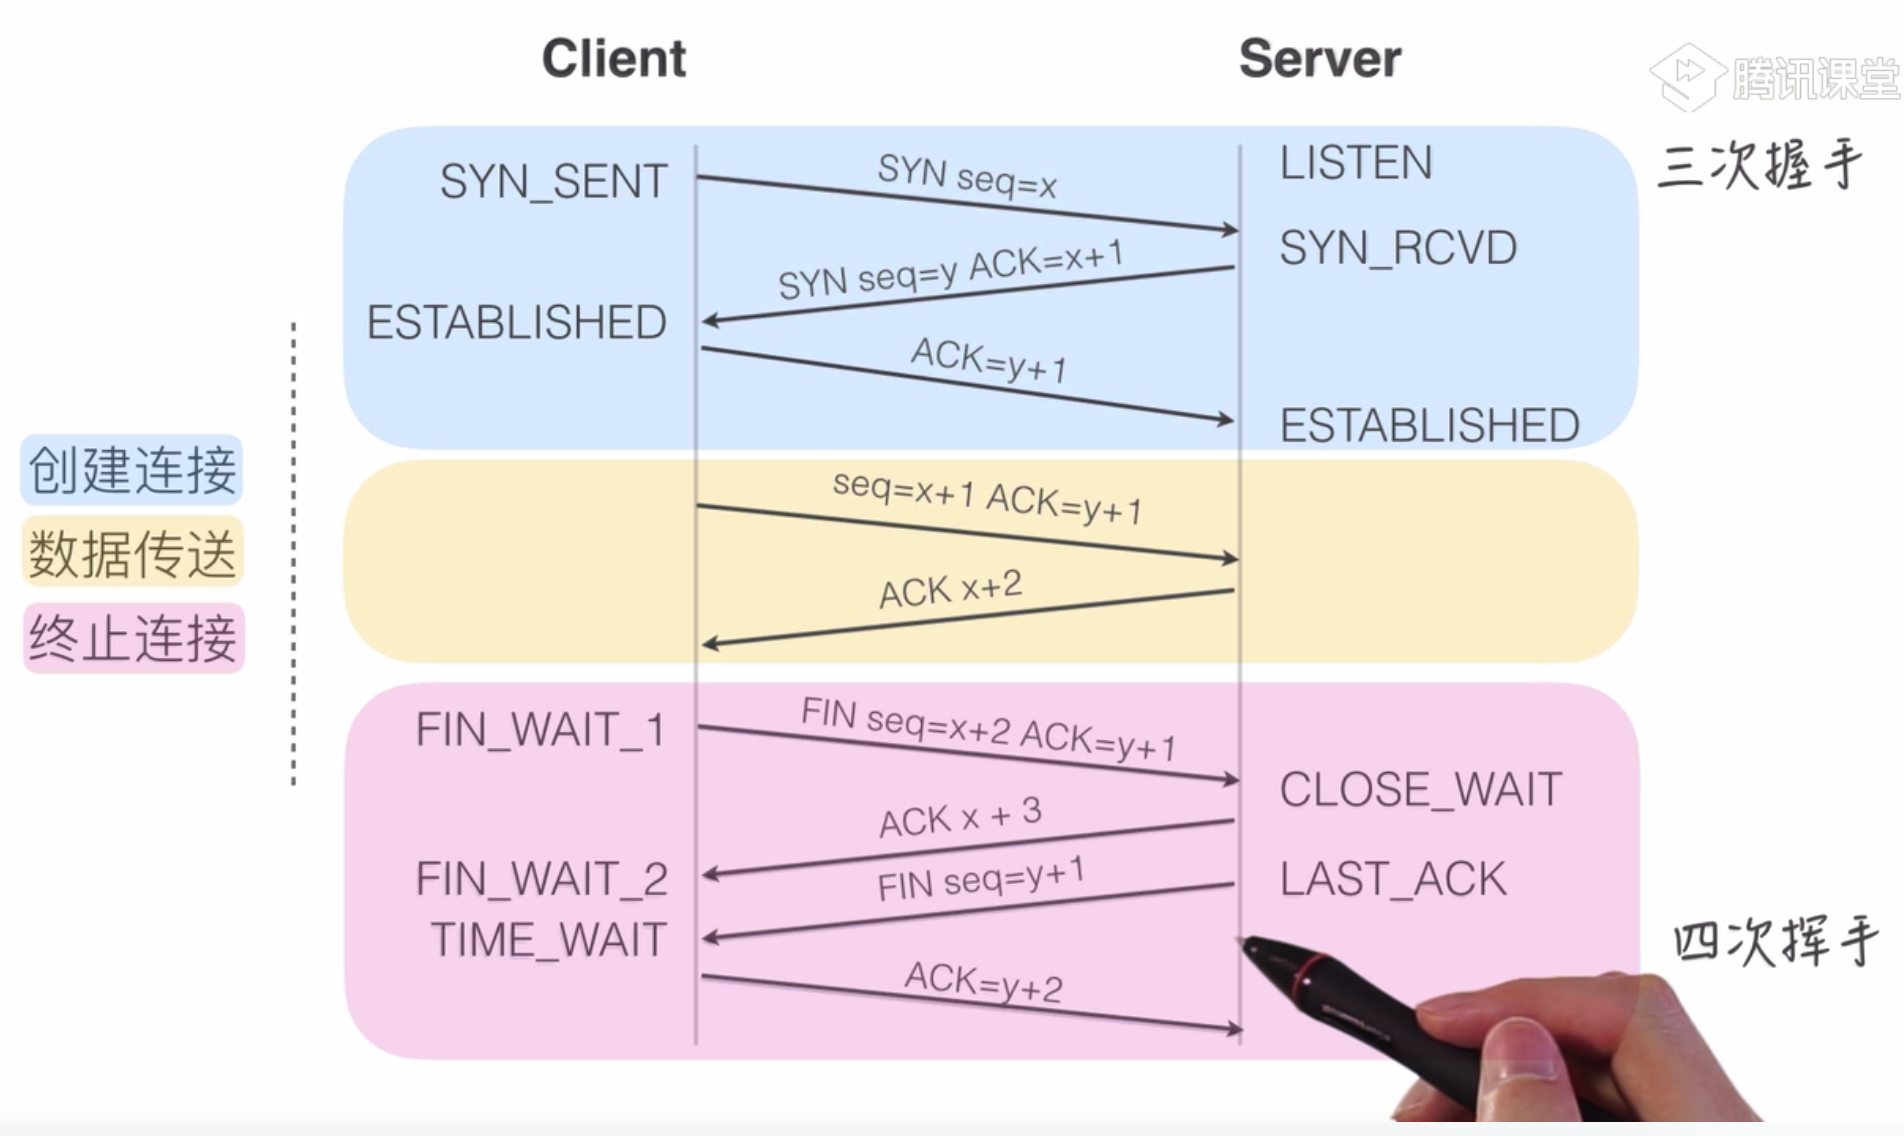 Client
Server
腾讯课堂
三次握手
SYN_SENT
SYN seq=x
LISTEN
SYN_RCVD
SYN seq=y ACK=x+1
ESTABLISHED
ACK=y+1
ESTABLISHED
创建连接
数据传送
终止连接
seq=x+1 ACK=y+1
ACK x+2
FIN_WAIT_1
FIN seq=x+2 ACK=y+1
CLOSE_WAIT
ACK x + 3
FIN_WAIT_2
FIN seq=y+1
LAST_ACK
TIME_WAIT
四次挥手
ACK=y+2